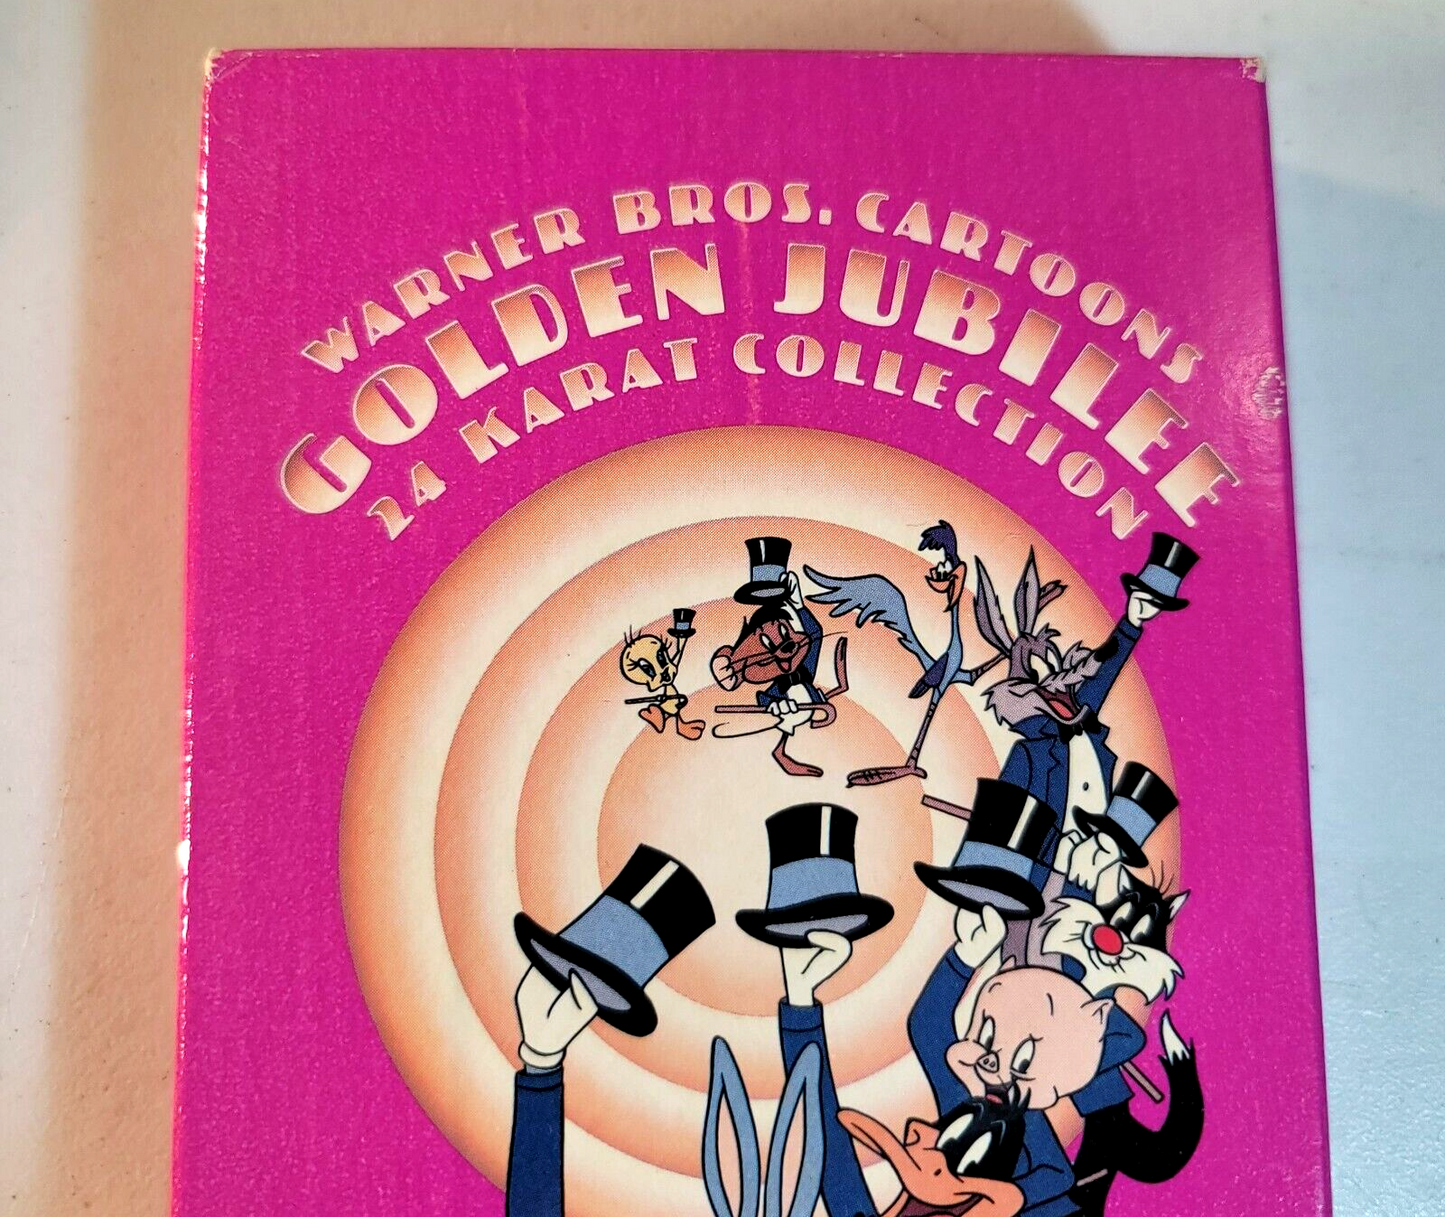 WARNER BROS. CARTOONS
GOLDEN JUBILEE
24 KARAT COLLECTION